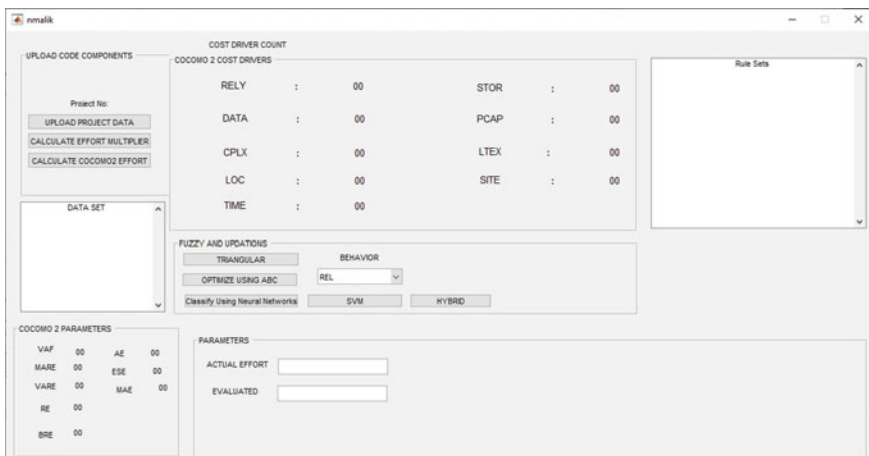 nmalik
COST DRIVER COUNT
UPLOAD CODE COMPONENTS
Project No:
UPLOAD PROJECT DATA
CALCULATE EFFORT MULTIPLIER
CALCULATE COCOMO2 EFFORT
COCOMO 2 COST DRIVERS
RELY : 00 STOR : 00
DATA : 00 PCAP : 00
CPLX : 00 LTEX : 00
LOC : 00 SITE : 00
TIME : 00
Rule Sets
DATA SET
FUZZY AND UPDATIONS
TRIANGULAR BEHAVIOR
OPTIMIZE USING ABC REL
Classify Using Neural Networks SVM HYBRID
COCOMO 2 PARAMETERS
VAF 00 AE 00
MARE 00 ESE 00
VARE 00 MAE 00
RE 00
BRE 00
PARAMETERS
ACTUAL EFFORT
EVALUATED